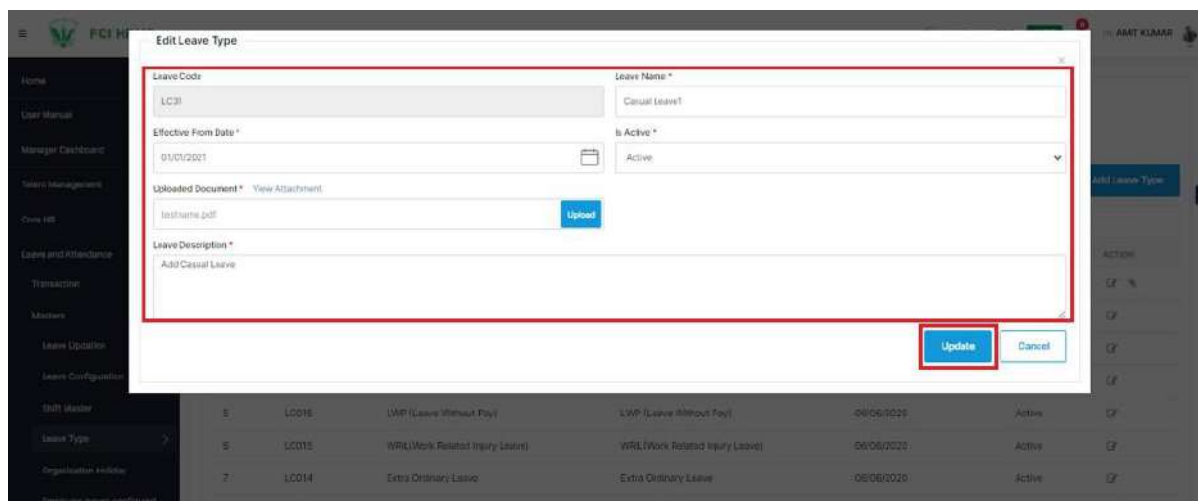 FCI H
AMIT KUMAR
Edit Leave Type
Leave Code
Leave Name *
LC31
Casual Leave1
Effective From Date *
Is Active *
01/01/2021
Active
Uploaded Document * View Attachment
testname.pdf
Upload
Leave Description *
Add Casual Leave
Update
Cancel
Home
User Manual
Manager Dashboard
Talent Management
Core HR
Leave and Attendance
Transaction
Masters
Leave Updation
Leave Configuration
Shift Master
Leave Type
Organisation Holiday
Add Leave Type
ACTION
5 LC016 LWP (Leave Without Pay) LWP (Leave Without Pay) 06/06/2020 Active
6 LC015 WRIL(Work Related Injury Leave) WRIL(Work Related Injury Leave) 06/06/2020 Active
7 LC014 Extra Ordinary Leave Extra Ordinary Leave 06/06/2020 Active